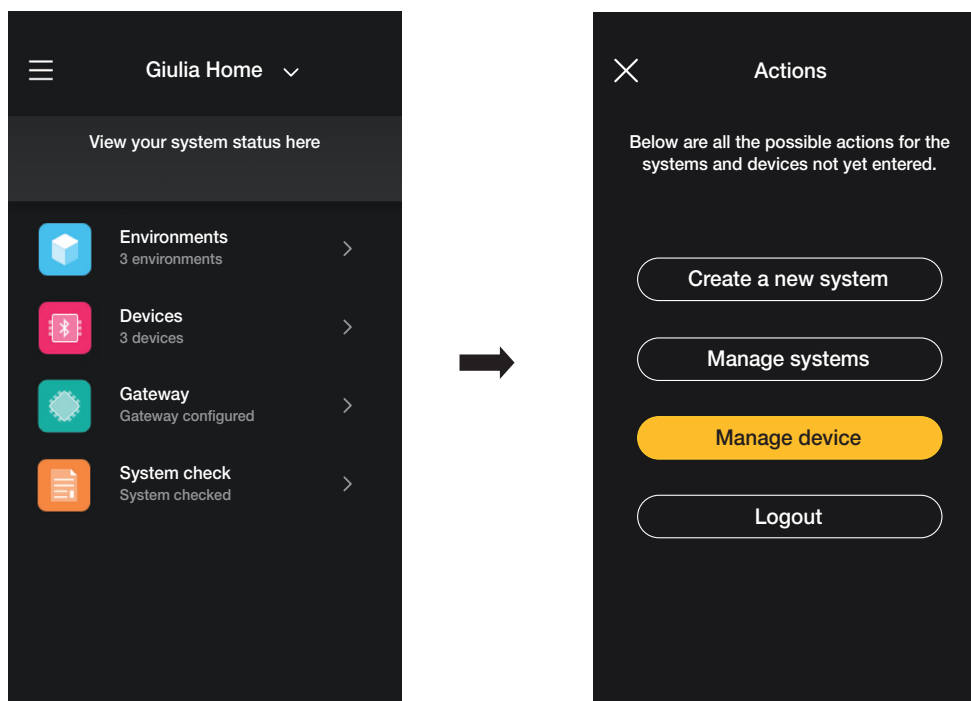 Giulia Home
View your system status here
Environments
3 environments
Devices
3 devices
Gateway
Gateway configured
System check
System checked
Actions
Below are all the possible actions for the
systems and devices not yet entered.
Create a new system
Manage systems
Manage device
Logout